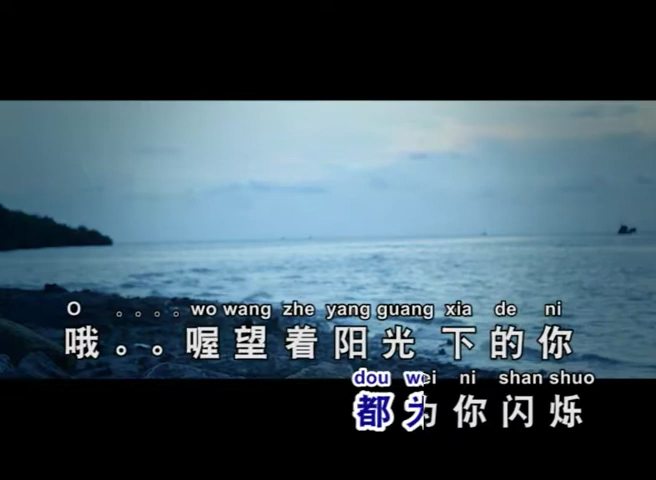 O 。。。。wo wang zhe yang guang xia de ni
哦。。喔望着阳光 下的你
dou wei ni shan shuo
都为你闪烁